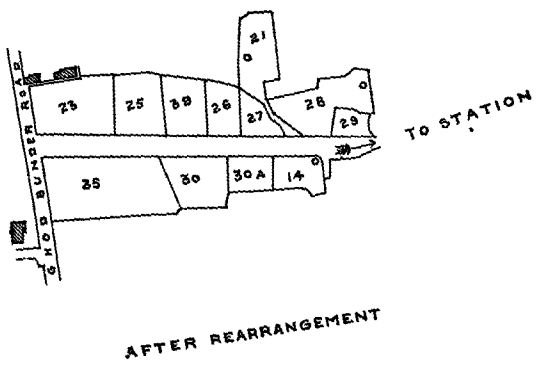 21
23
25
39
26
27
28
29
TO STATION
GHOD BUNDER ROAD
35
30
30A
14
AFTER REARRANGEMENT